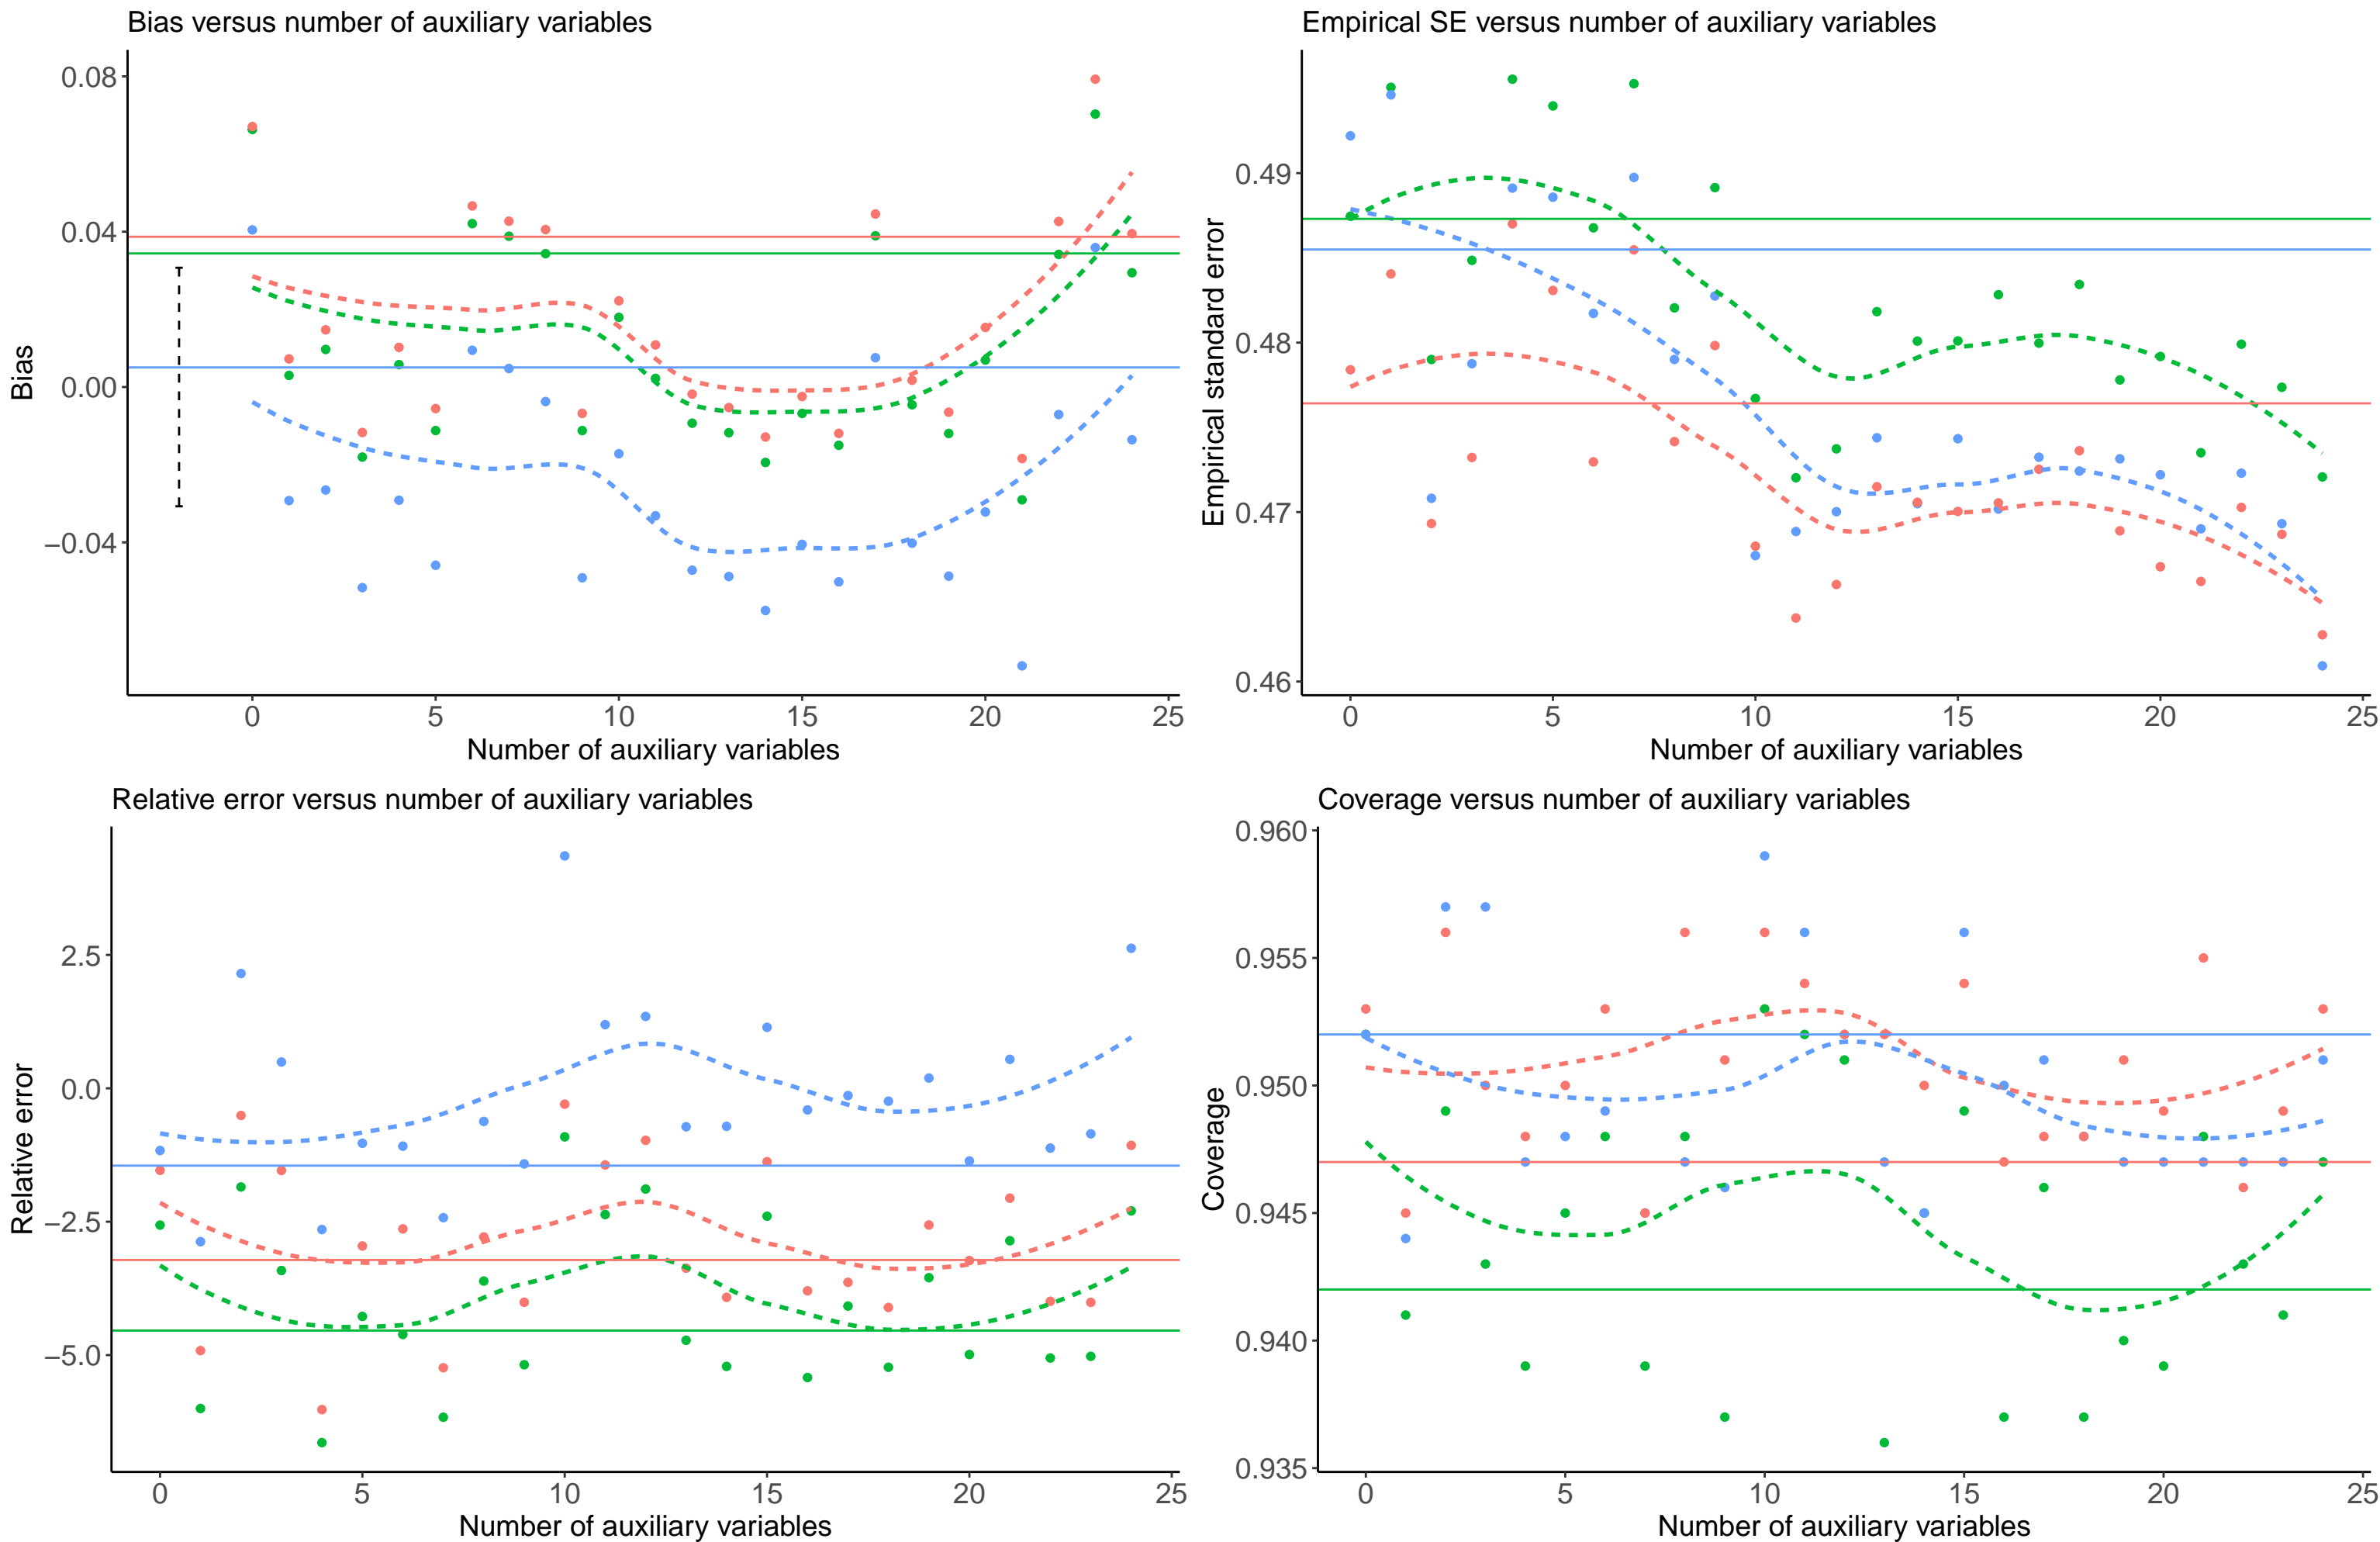 Bias versus number of auxiliary variables
0.08
0.04
0.00
–0.04
Bias
0 5 10 15 20 25
Number of auxiliary variables
Empirical SE versus number of auxiliary variables
0.49
0.48
0.47
0.46
Empirical standard error
0 5 10 15 20 25
Number of auxiliary variables
Relative error versus number of auxiliary variables
2.5
0.0
–2.5
–5.0
Relative error
0 5 10 15 20 25
Number of auxiliary variables
Coverage versus number of auxiliary variables
0.960
0.955
0.950
0.945
0.940
0.935
Coverage
0 5 10 15 20 25
Number of auxiliary variables